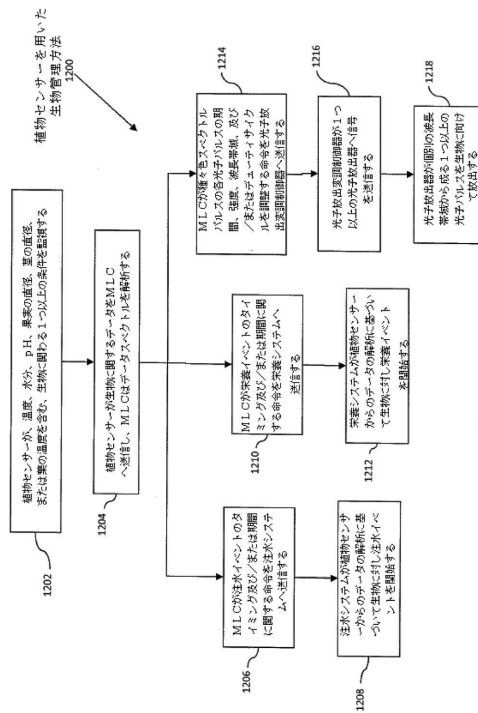 植物センサーを用いた
生物管理方法
1200
植物センサーが、温度、水分、pH、果実の直径、茎の直径、
または葉の温度を含む、生物に関わる1つ以上の条件を監視する
1202
植物センサーが生物に関するデータをMLC
へ送信し、MLCはデータスペクトルを解析する
1204
MLCが注水イベントのタ
イミング及び/または期間
に関する命令を注水システ
ムへ送信する
1206
注水システムが植物センサ
ーからのデータの解析に基
づいて生物に対し注水イベ
ントを開始する
1208
MLCが栄養イベントのタイ
ミング及び/または期間に関
する命令を栄養システムへ
送信する
1210
栄養システムが植物センサー
からのデータの解析に基づい
て生物に対し栄養イベント
を開始する
1212
MLCが種々色スペクトル
パルスの各光子パルスの期
間、強度、波長帯域、及び
/またはデューティサイク
ルを調整する命令を光子放
出変調制御器へ送信する
1214
光子放出変調制御器が1つ
以上の光子放出器へ信号
を送信する
1216
光子放出器が個別の波長
帯域から成る1つ以上の
光子パルスを生物に向け
て放出する
1218